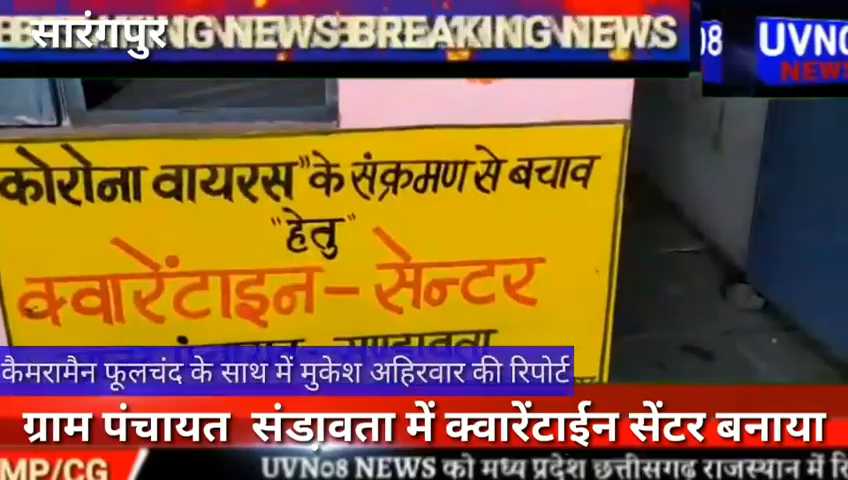 सारंगपुर
BREAKING NEWS BREAKING NEWS
UVN08
NEWS
कोरोना वायरस" के संक्रमण से बचाव
"हेतु"
क्वारेंटाइन - सेन्टर
कैमरामैन फूलचंद के साथ में मुकेश अहिरवार की रिपोर्ट
ग्राम पंचायत संडावता में क्वारेंटाईन सेंटर बनाया
MP/CG
UVN08 NEWS को मध्य प्रदेश छत्तीसगढ़ राजस्थान में